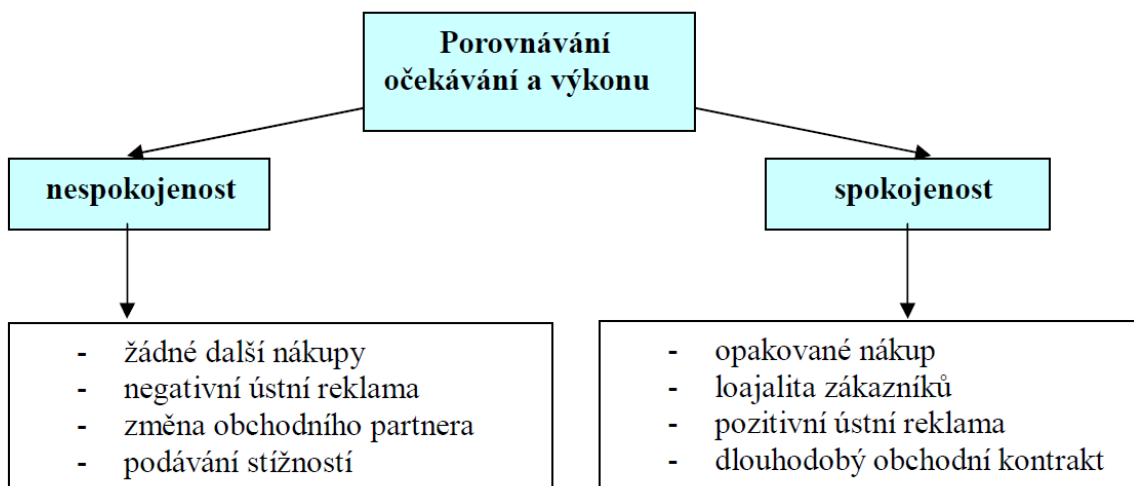 Porovnávání
očekávání a výkonu
nespokojenost
spokojenost
- žádné další nákupy
- negativní ústní reklama
- změna obchodního partnera
- podávání stížností
- opakované nákup
- loajalita zákazníků
- pozitivní ústní reklama
- dlouhodobý obchodní kontrakt